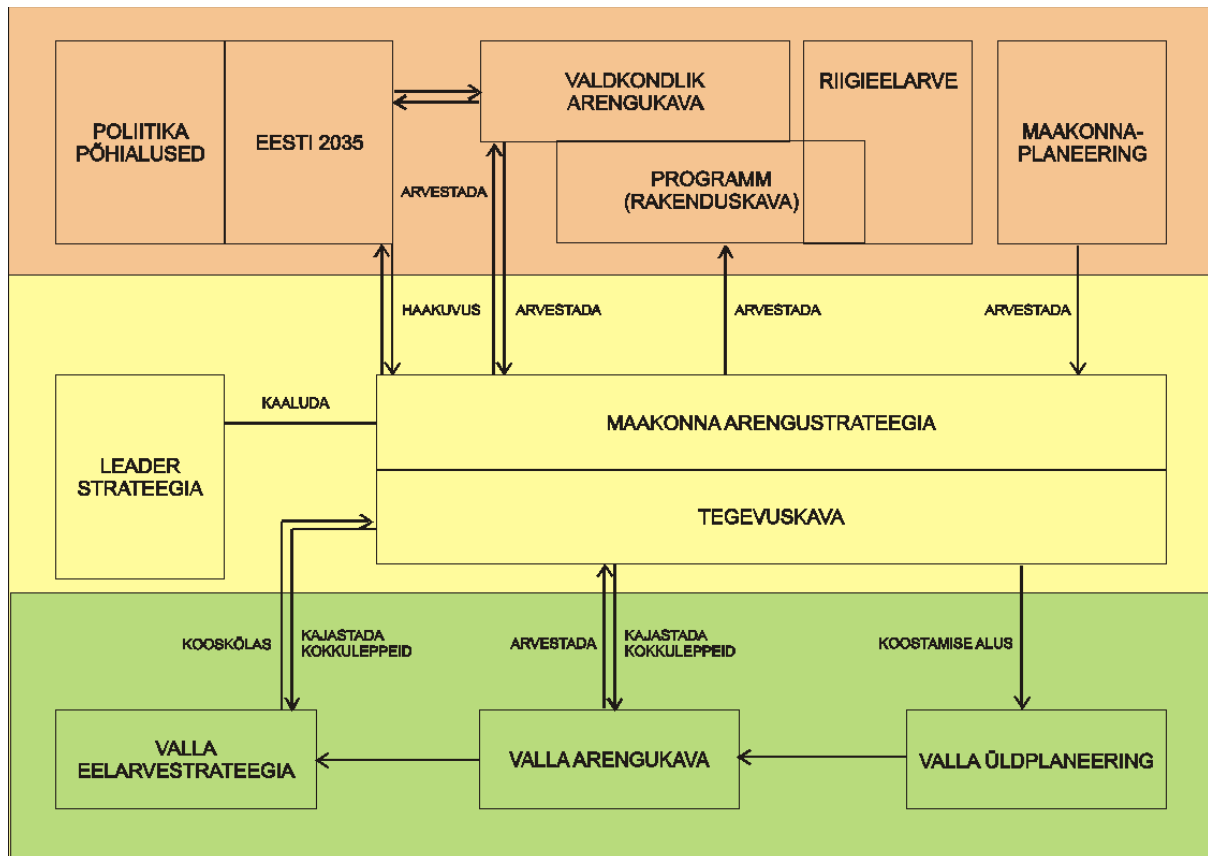 POLIITIKA
PÕHIALUSED
EESTI 2035
VALDKONDLIK
ARENGUKAVA
RIIGIEELARVE
MAAKONNA-
PLANEERING
PROGRAMM
(RAKENDUSKAVA)
ARVESTADA
HAAKUVUS
ARVESTADA
ARVESTADA
ARVESTADA
LEADER
STRATEEGIA
KAALUDA
MAAKONNA ARENGUSTRATEEGIA
TEGEVUSKAVA
KOOSKÕLAS
KAJASTADA
KOKKULEPPEID
ARVESTADA
KAJASTADA
KOKKULEPPEID
KOOSTAMISE ALUS
VALLA
EELARVESTRATEEGIA
VALLA ARENGUKAVA
VALLA ÜLDPLANEERING